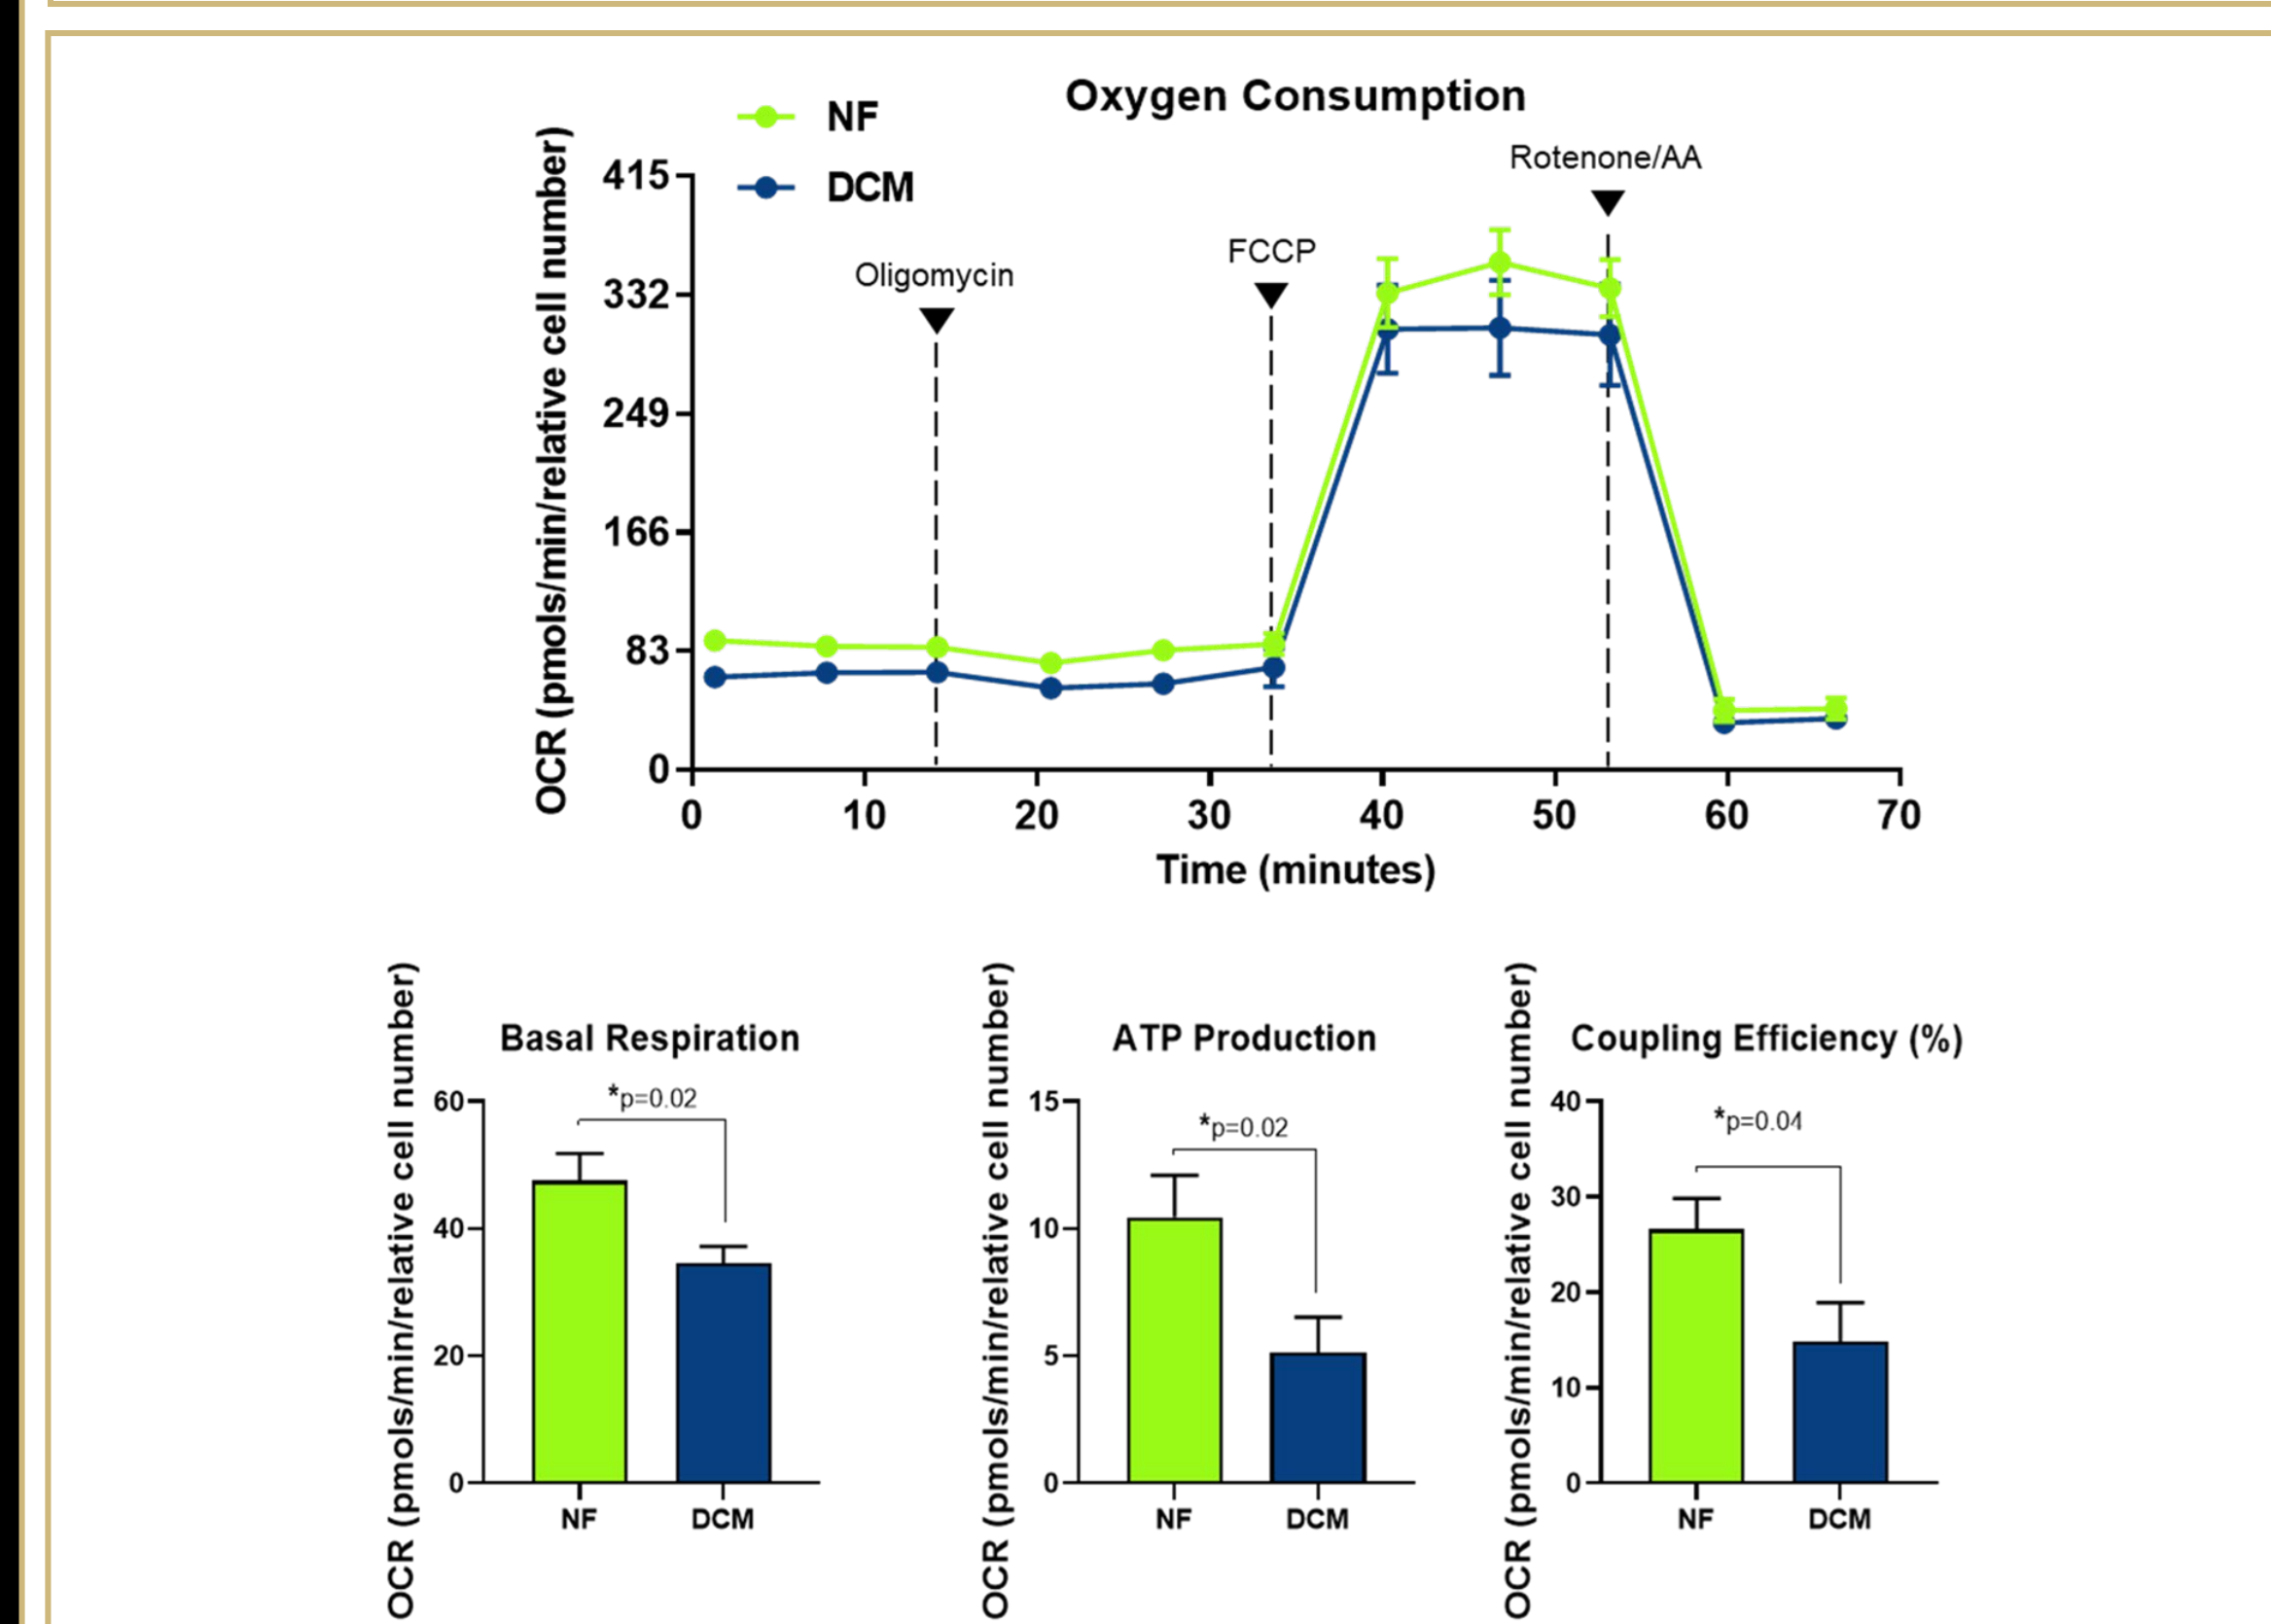 Oxygen Consumption
NF
DCM
Oligomycin
FCCP
Rotenone/AA
OCR (pmols/min/relative cell number)
415
332
249
166
83
0
0 10 20 30 40 50 60 70
Time (minutes)
Basal Respiration
OCR (pmols/min/relative cell number)
*p=0.02
60
40
20
0
NF DCM
ATP Production
OCR (pmols/min/relative cell number)
*p=0.02
15
10
5
0
NF DCM
Coupling Efficiency (%)
OCR (pmols/min/relative cell number)
*p=0.04
40
30
20
10
0
NF DCM